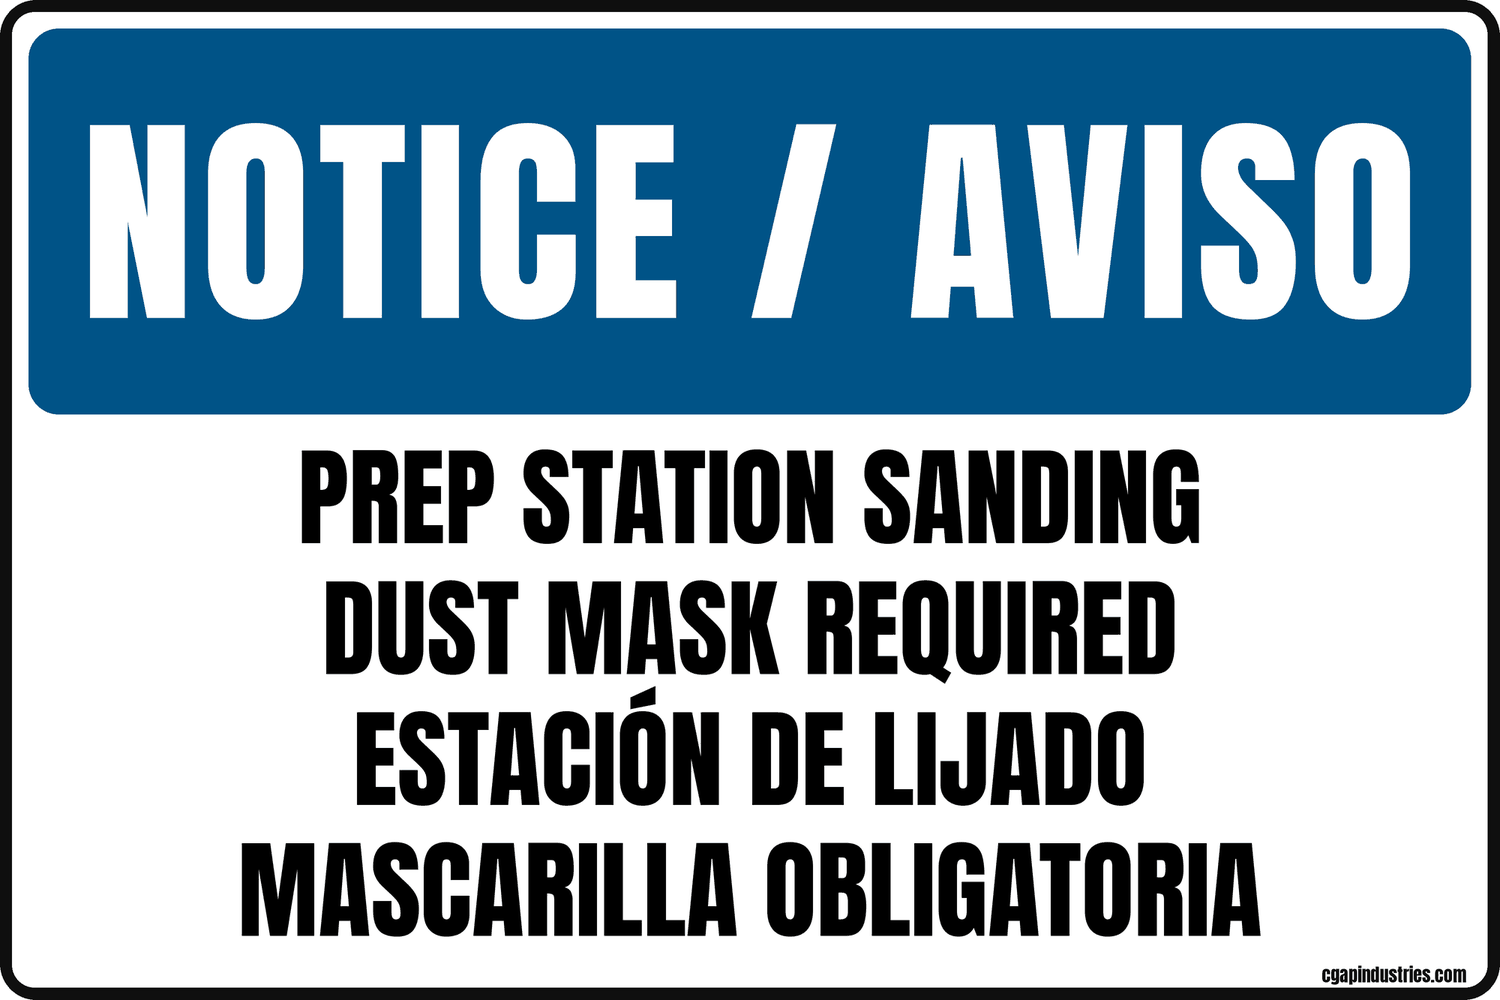 NOTICE / AVISO
PREP STATION SANDING
DUST MASK REQUIRED
ESTACIÓN DE LIJADO
MASCARILLA OBLIGATORIA
cgapindustries.com